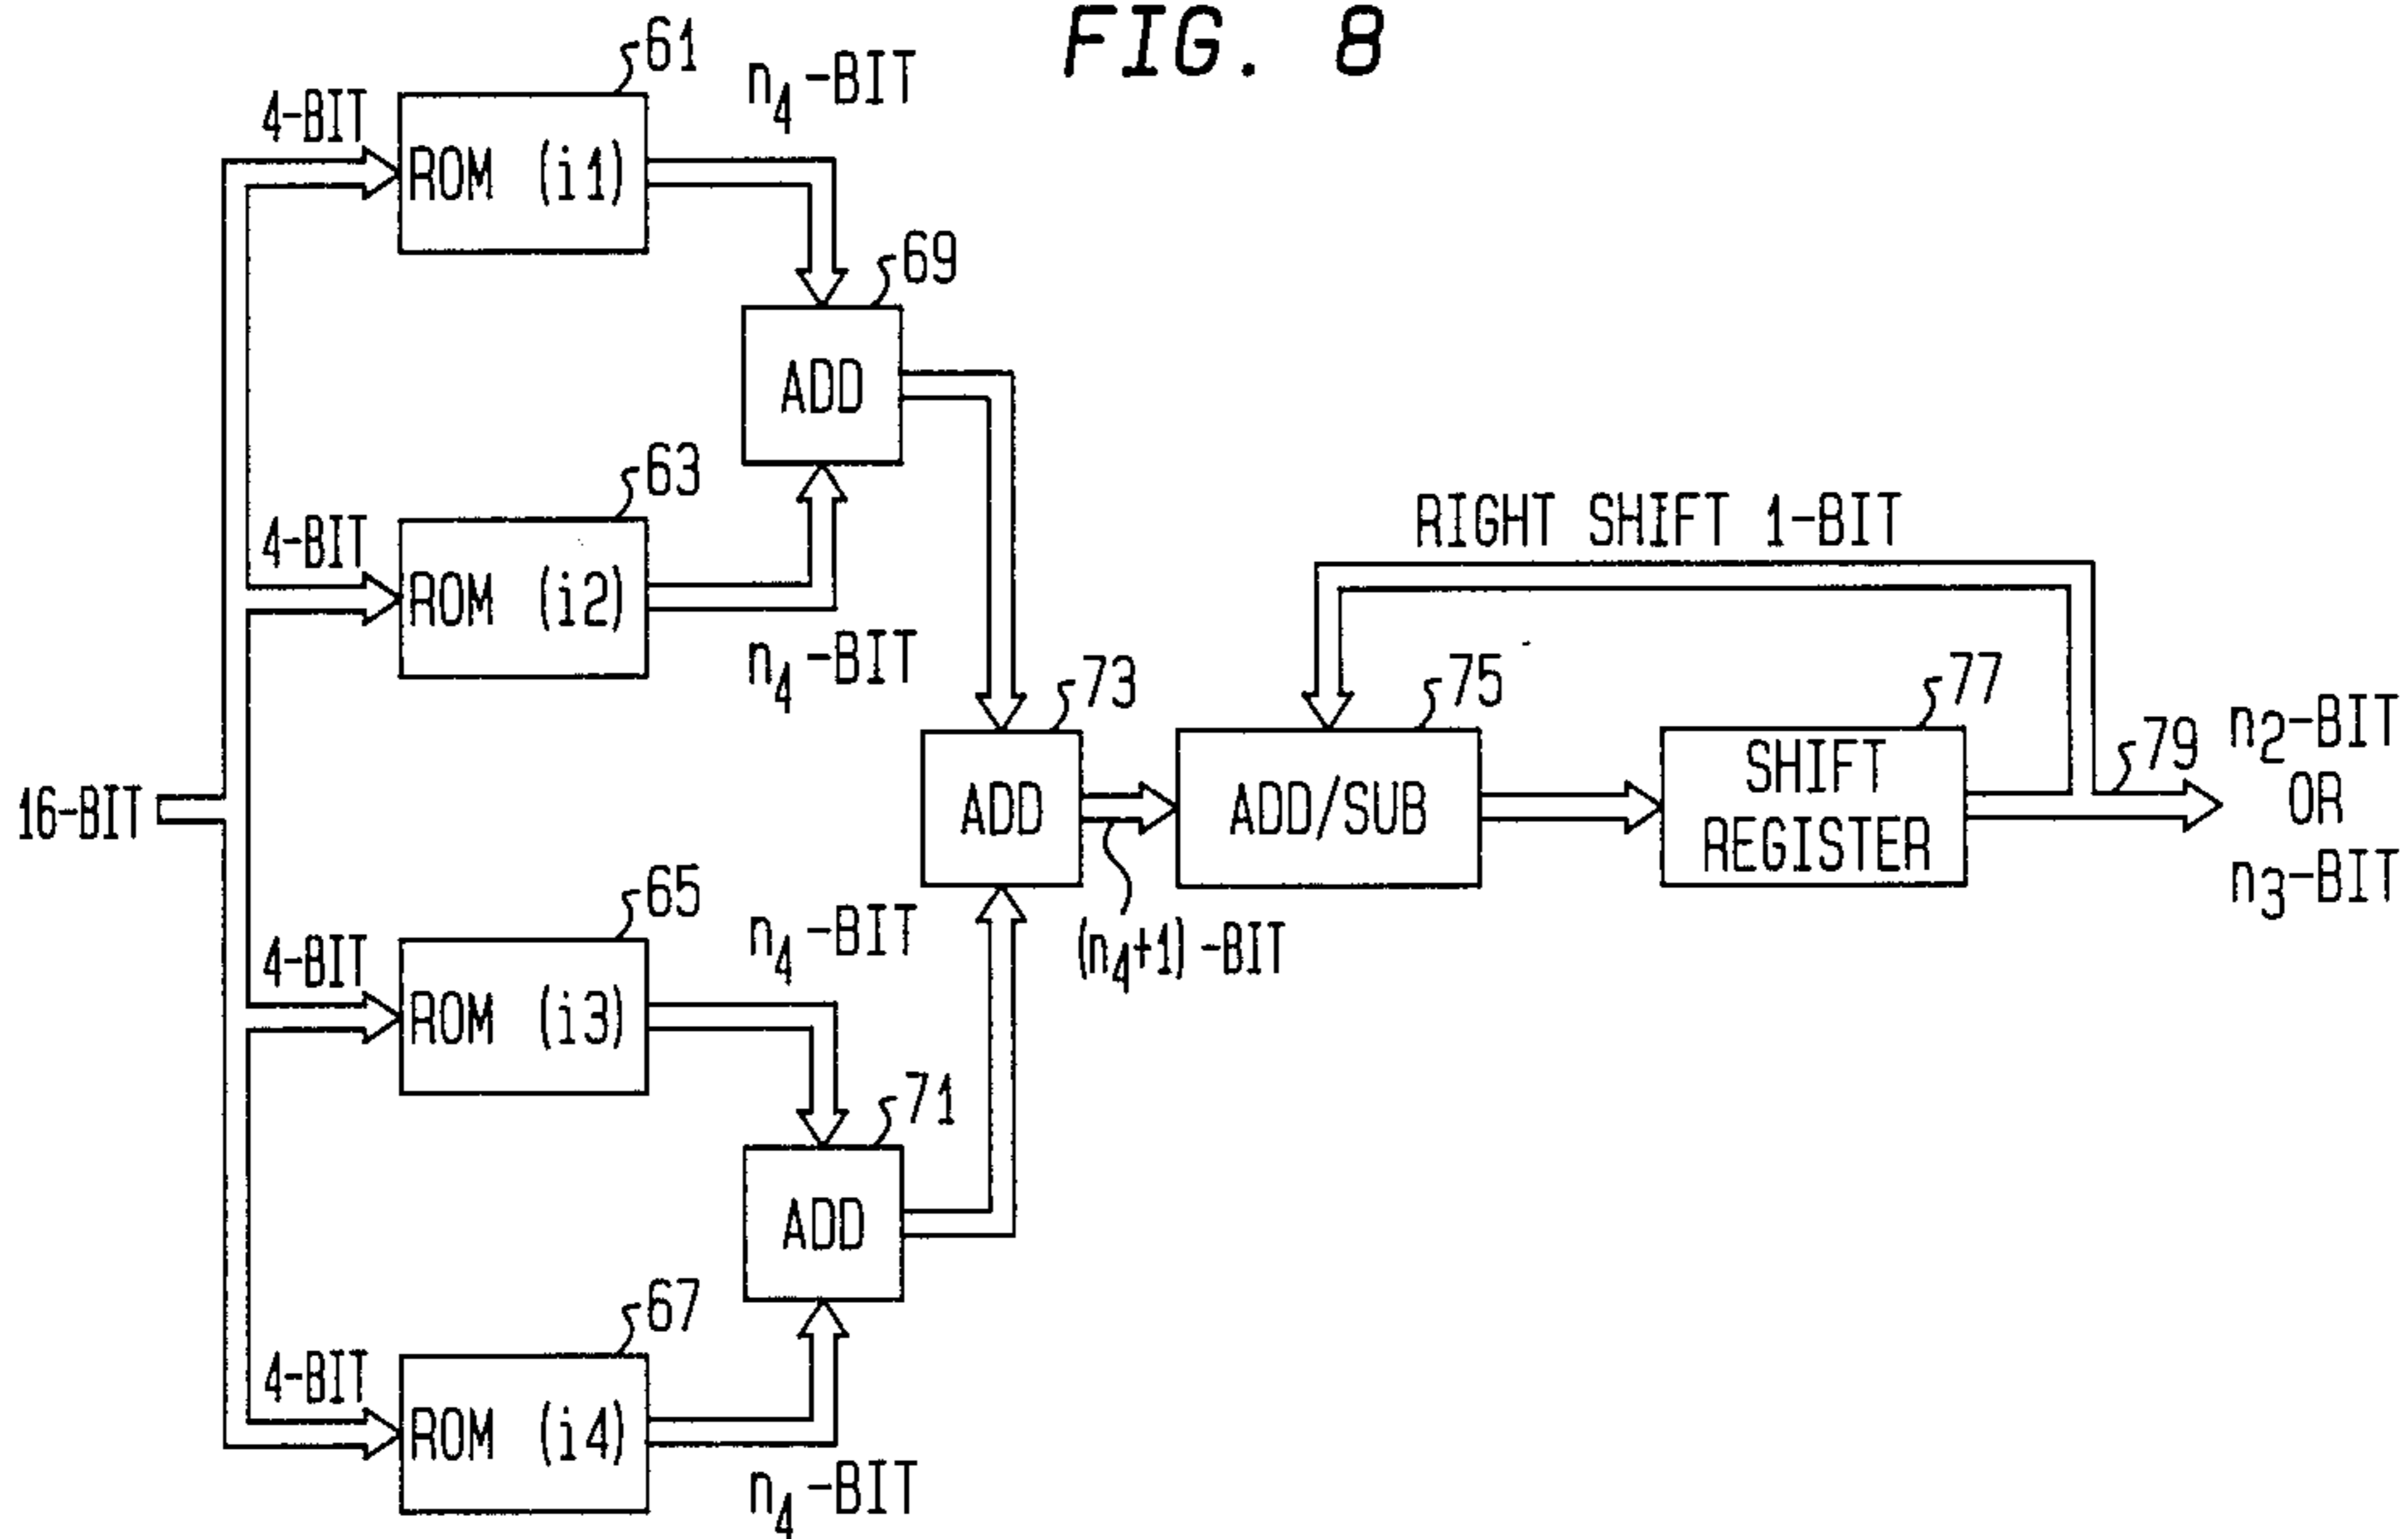 FIG. 8
61
n4-BIT
4-BIT
ROM (i1)
69
ADD
63
4-BIT
ROM (i2)
n4-BIT
RIGHT SHIFT 1-BIT
73
75
77
79
n2-BIT
OR
n3-BIT
16-BIT
ADD
ADD/SUB
SHIFT
REGISTER
(n4+1)-BIT
65
n4-BIT
4-BIT
ROM (i3)
71
ADD
67
4-BIT
ROM (i4)
n4-BIT